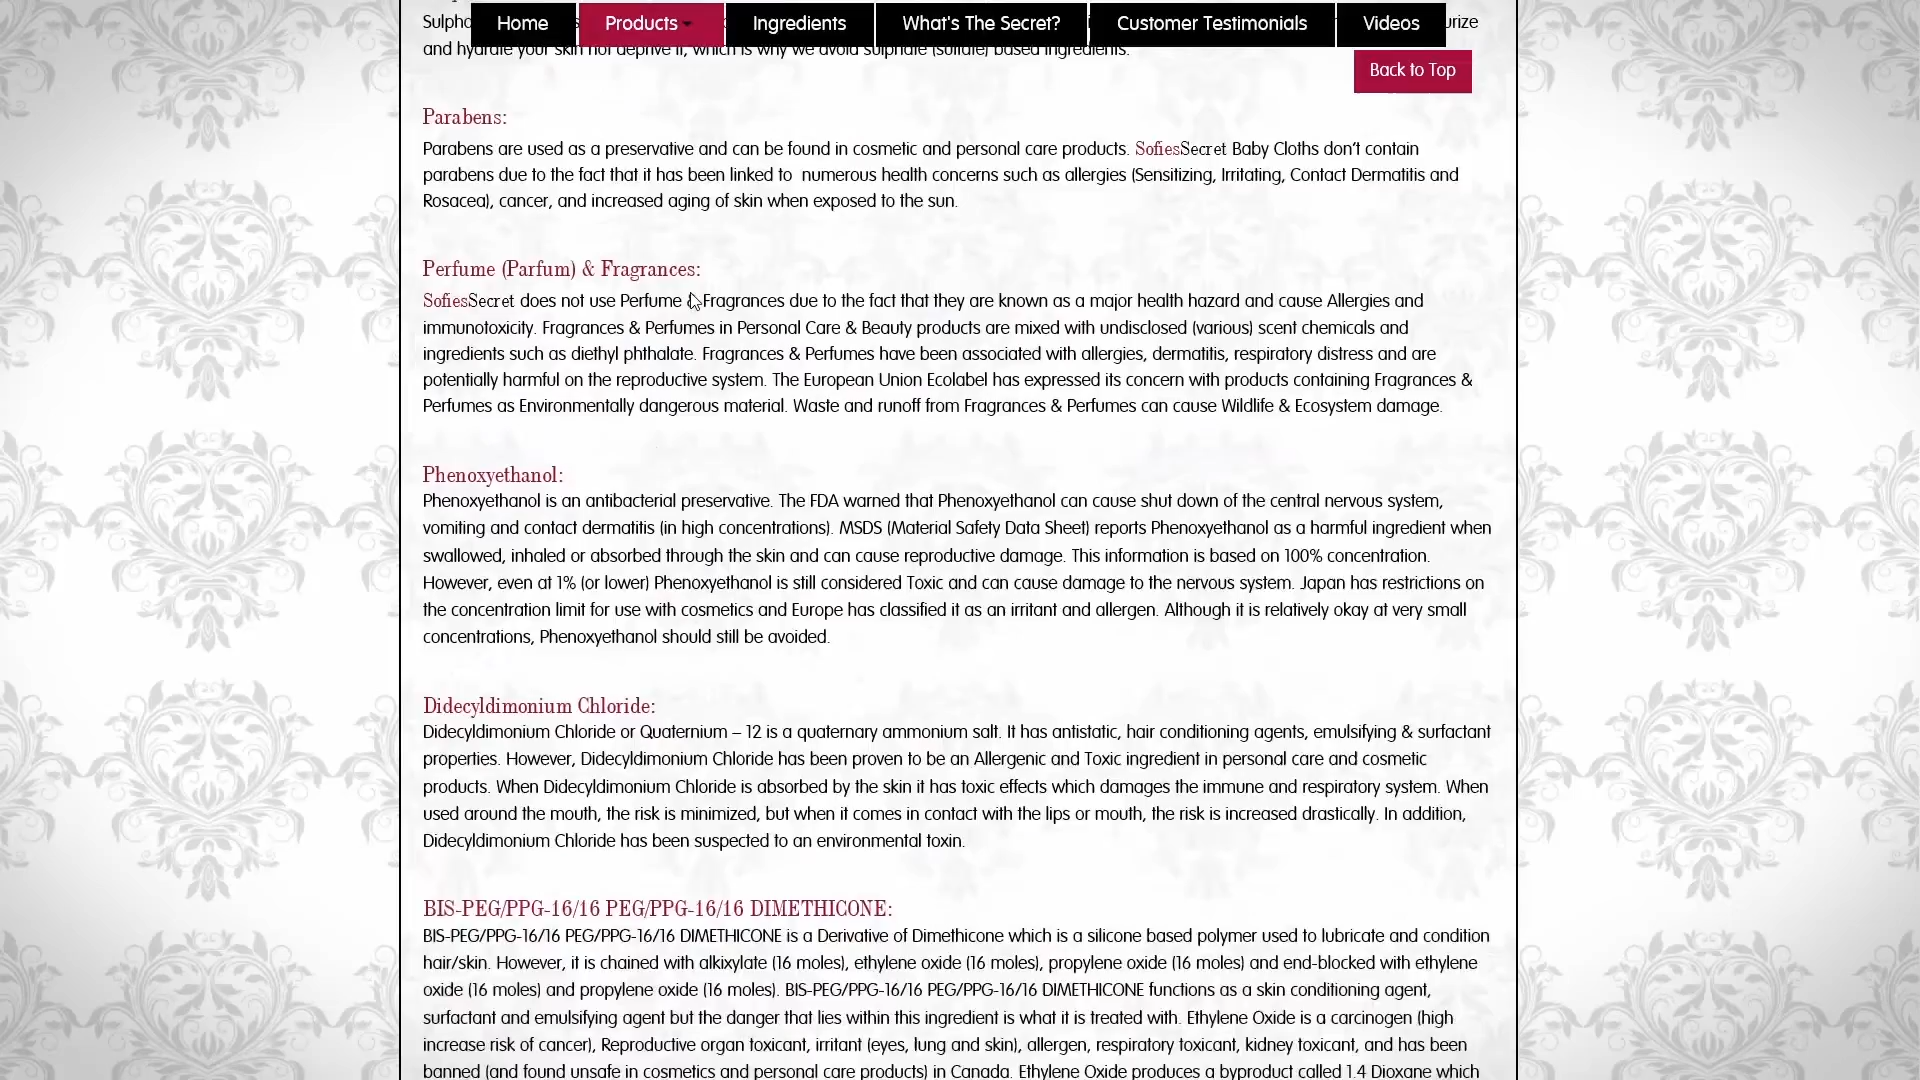 Home Products Ingredients What's The Secret? Customer Testimonials Videos
and hydrate your skin not deprive it, which is why we avoid sulphate (sulfate) based ingredients.
Back to Top
Parabens:
Parabens are used as a preservative and can be found in cosmetic and personal care products. SofiesSecret Baby Cloths don't contain
parabens due to the fact that it has been linked to numerous health concerns such as allergies (Sensitizing, Irritating, Contact Dermatitis and
Rosacea), cancer, and increased aging of skin when exposed to the sun.
Perfume (Parfum) & Fragrances:
SofiesSecret does not use Perfume & Fragrances due to the fact that they are known as a major health hazard and cause Allergies and
immunotoxicity. Fragrances & Perfumes in Personal Care & Beauty products are mixed with undisclosed (various) scent chemicals and
ingredients such as diethyl phthalate. Fragrances & Perfumes have been associated with allergies, dermatitis, respiratory distress and are
potentially harmful on the reproductive system. The European Union Ecolabel has expressed its concern with products containing Fragrances &
Perfumes as Environmentally dangerous material. Waste and runoff from Fragrances & Perfumes can cause Wildlife & Ecosystem damage.
Phenoxyethanol:
Phenoxyethanol is an antibacterial preservative. The FDA warned that Phenoxyethanol can cause shut down of the central nervous system,
vomiting and contact dermatitis (in high concentrations). MSDS (Material Safety Data Sheet) reports Phenoxyethanol as a harmful ingredient when
swallowed, inhaled or absorbed through the skin and can cause reproductive damage. This information is based on 100% concentration.
However, even at 1% (or lower) Phenoxyethanol is still considered Toxic and can cause damage to the nervous system. Japan has restrictions on
the concentration limit for use with cosmetics and Europe has classified it as an irritant and allergen. Although it is relatively okay at very small
concentrations, Phenoxyethanol should still be avoided.
Didecyldimonium Chloride:
Didecyldimonium Chloride or Quaternium – 12 is a quaternary ammonium salt. It has antistatic, hair conditioning agents, emulsifying & surfactant
properties. However, Didecyldimonium Chloride has been proven to be an Allergenic and Toxic ingredient in personal care and cosmetic
products. When Didecyldimonium Chloride is absorbed by the skin it has toxic effects which damages the immune and respiratory system. When
used around the mouth, the risk is minimized, but when it comes in contact with the lips or mouth, the risk is increased drastically. In addition,
Didecyldimonium Chloride has been suspected to an environmental toxin.
BIS-PEG/PPG-16/16 PEG/PPG-16/16 DIMETHICONE:
BIS-PEG/PPG-16/16 PEG/PPG-16/16 DIMETHICONE is a Derivative of Dimethicone which is a silicone based polymer used to lubricate and condition
hair/skin. However, it is chained with alkixylate (16 moles), ethylene oxide (16 moles), propylene oxide (16 moles) and end-blocked with ethylene
oxide (16 moles) and propylene oxide (16 moles). BIS-PEG/PPG-16/16 PEG/PPG-16/16 DIMETHICONE functions as a skin conditioning agent,
surfactant and emulsifying agent but the danger that lies within this ingredient is what it is treated with. Ethylene Oxide is a carcinogen (high
increase risk of cancer), Reproductive organ toxicant, irritant (eyes, lung and skin), allergen, respiratory toxicant, kidney toxicant, and has been
banned (and found unsafe in cosmetics and personal care products) in Canada. Ethylene Oxide produces a byproduct called 1.4 Dioxane which